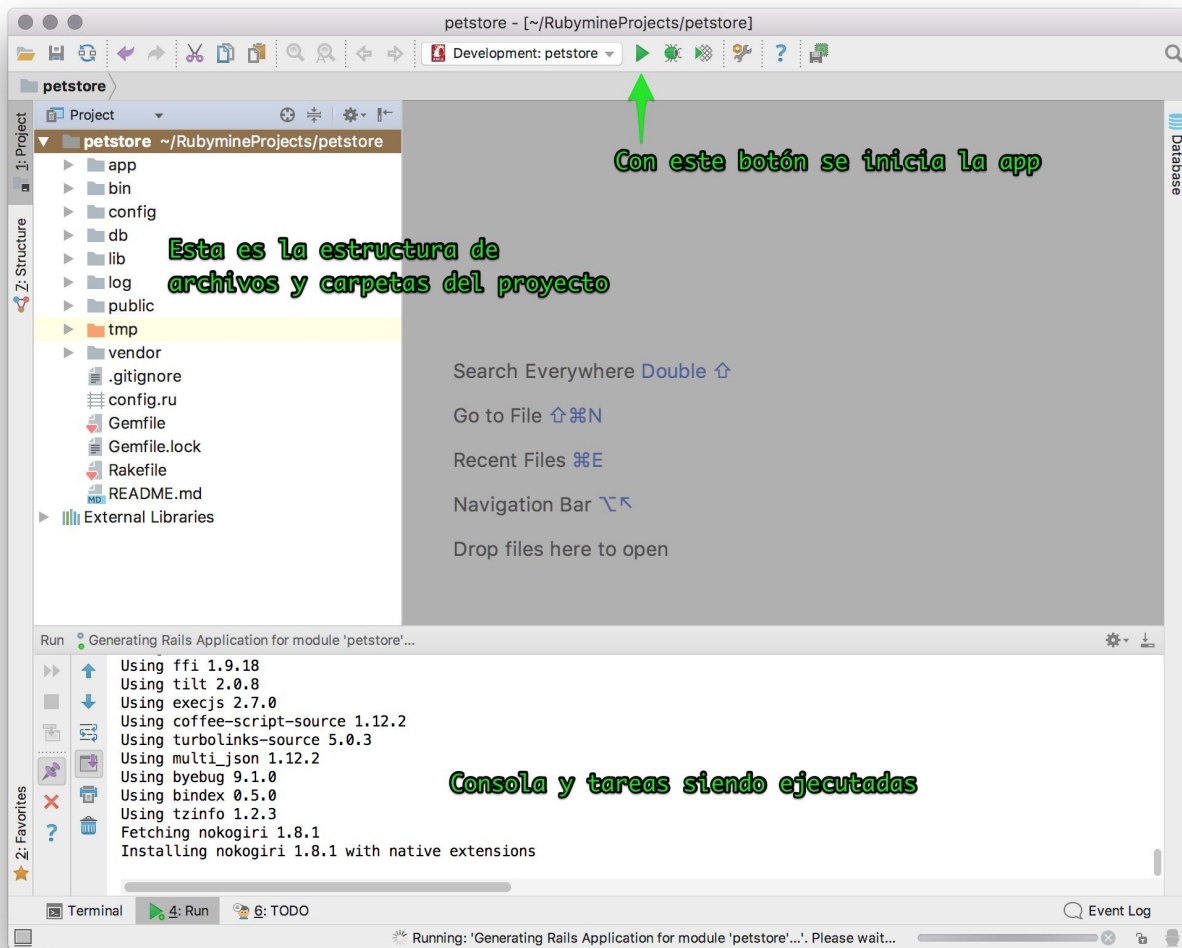 petstore - [~/RubymineProjects/petstore]
Development: petstore
?
petstore
1: Project
Z: Structure
2: Favorites
Project
petstore ~/RubymineProjects/petstore
app
bin
config
db
lib
log
public
tmp
vendor
.gitignore
config.ru
Gemfile
Gemfile.lock
Rakefile
MD README.md
External Libraries
Con este botón se inicia la app
Esta es la estructura de
archivos y carpetas del proyecto
Search Everywhere Double ⇧
Go to File ⇧⌘N
Recent Files ⌘E
Navigation Bar ⌥↖
Drop files here to open
Database
Run Generating Rails Application for module 'petstore'...
Using ffi 1.9.18
Using tilt 2.0.8
Using execjs 2.7.0
Using coffee-script-source 1.12.2
Using turbolinks-source 5.0.3
Using multi_json 1.12.2
Using byebug 9.1.0
Using bindex 0.5.0
Using tzinfo 1.2.3
Fetching nokogiri 1.8.1
Installing nokogiri 1.8.1 with native extensions
?
Consola y tareas siendo ejecutadas
Terminal 4: Run 6: TODO Event Log
Running: 'Generating Rails Application for module 'petstore'...'. Please wait...